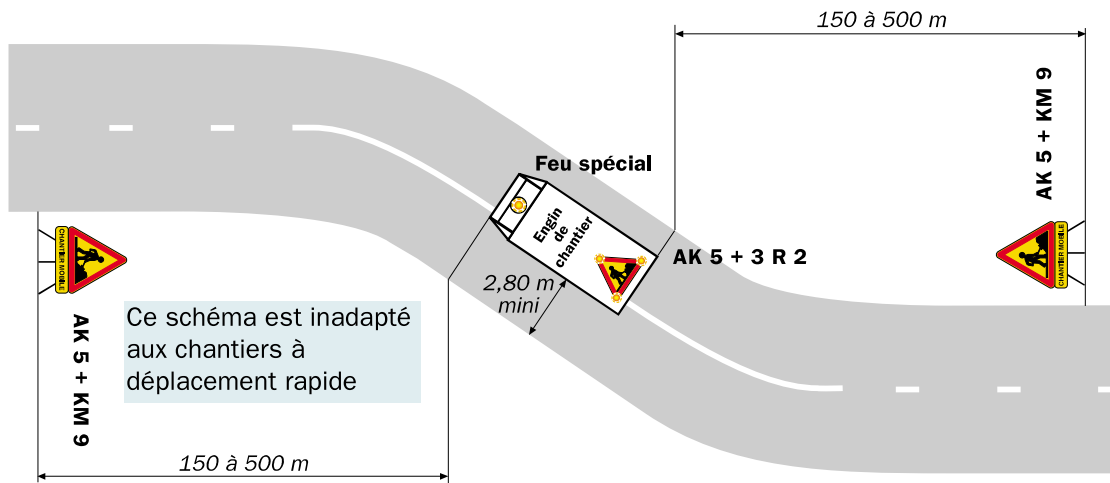 150 à 500 m
AK 5 + KM 9
CHANTIER MOBILE
Feu spécial
Engin
de
chantier
AK 5 + 3 R 2
2,80 m
mini
CHANTIER MOBILE
AK 5 + KM 9
Ce schéma est inadapté
aux chantiers à
déplacement rapide
150 à 500 m